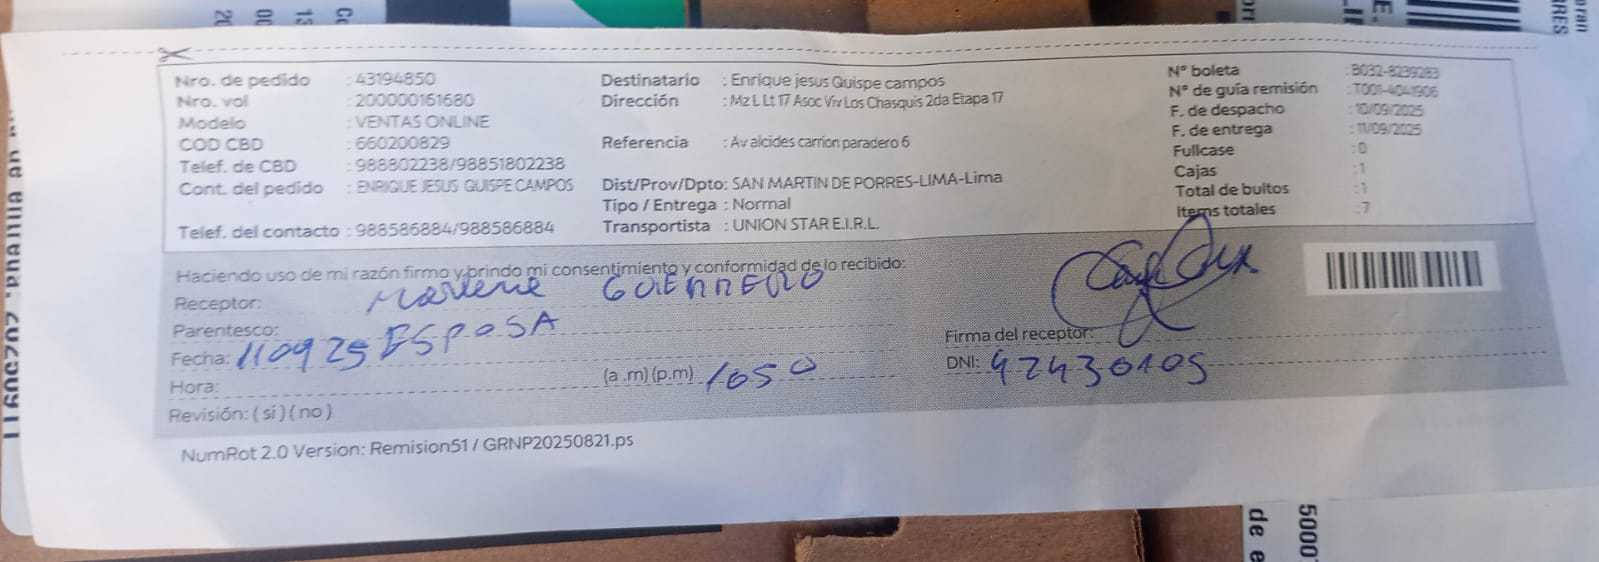 Nro. de pedido : 43194850
Nro. vol : 200000161680
Modelo : VENTAS ONLINE
COD CBD : 660200829
Telef. de CBD : 988802238/98851802238
Cont. del pedido : ENRIQUE JESUS QUISPE CAMPOS
Telef. del contacto : 988586884/988586884
Destinatario : Enrique jesus Quispe campos
Dirección : Mz L Lt 17 Asoc Viv Los Chasquis 2da Etapa 17
Referencia : Av alcides carrion paradero 6
Dist/Prov/Dpto: SAN MARTIN DE PORRES-LIMA-Lima
Tipo / Entrega : Normal
Transportista : UNION STAR E.I.R.L.
N° boleta : B032-8239283
N° de guía remisión : T001-4041906
F. de despacho : 10/09/2025
F. de entrega : 11/09/2025
Fullcase : 0
Cajas : 1
Total de bultos : 1
Items totales : 7
Haciendo uso de mi razón firmo y brindo mi consentimiento y conformidad de lo recibido:
Receptor: Marlene GUERRERO
Parentesco: ESPOSA
Fecha: 110925
Hora: (a .m) (p.m) 1050
Revisión: ( si ) ( no )
Firma del receptor:
DNI: 42430105
NumRot 2.0 Version: Remision51 / GRNP20250821.ps
5000
de e